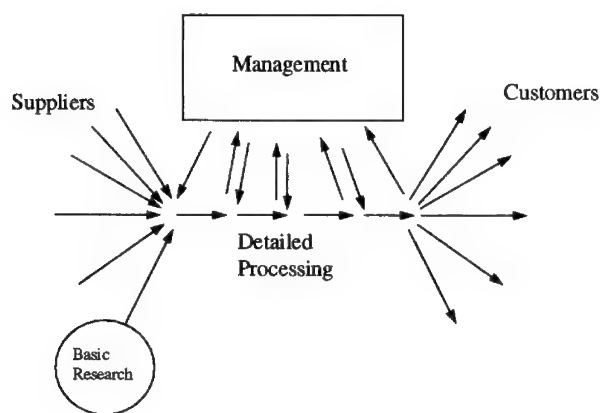 Management
Suppliers
Customers
Detailed
Processing
Basic
Research